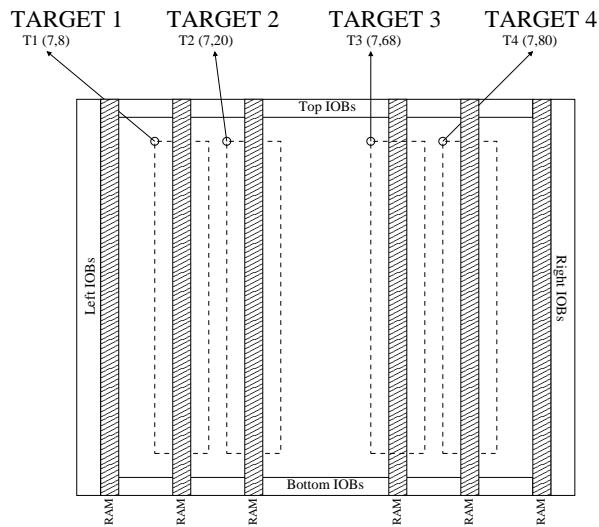 TARGET 1 TARGET 2 TARGET 3 TARGET 4
T1 (7,8) T2 (7,20) T3 (7,68) T4 (7,80)
Top IOBs
Left IOBs
Right IOBs
Bottom IOBs
RAM RAM RAM RAM RAM RAM